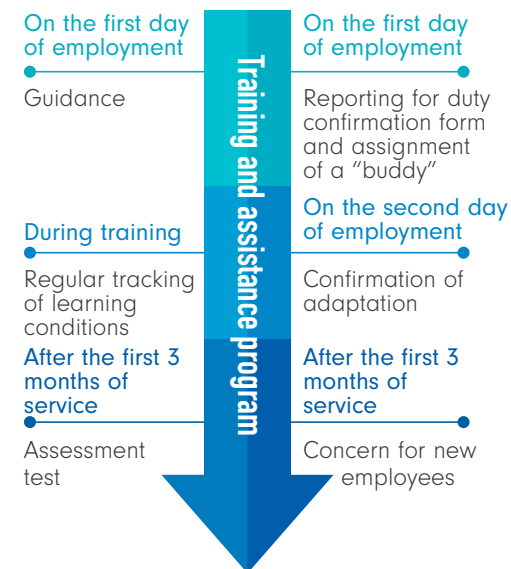 On the first day
of employment
Guidance
On the first day
of employment
Reporting for duty
confirmation form
and assignment
of a “buddy”
Training and assistance program
During training
Regular tracking
of learning
conditions
On the second day
of employment
Confirmation of
adaptation
After the first 3
months of
service
Assessment
test
After the first 3
months of
service
Concern for new
employees